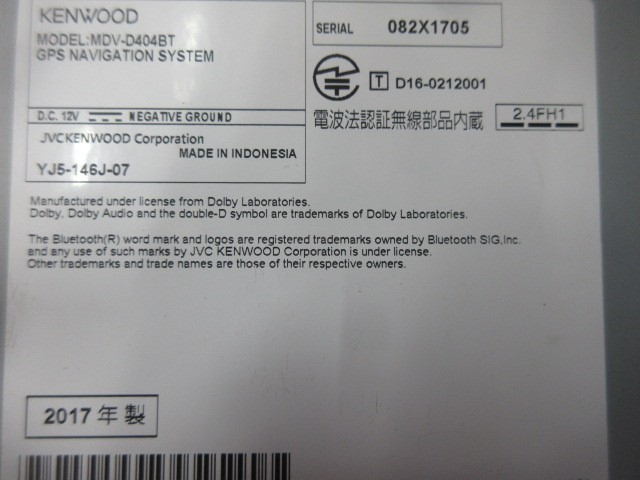 KENWOOD
MODEL:MDV-D404BT
GPS NAVIGATION SYSTEM
D.C. 12V NEGATIVE GROUND
JVCKENWOOD Corporation
MADE IN INDONESIA
YJ5-146J-07
SERIAL 082X1705
T D16-0212001
電波法認証無線部品内蔵 2.4FH1
Manufactured under license from Dolby Laboratories.
Dolby, Dolby Audio and the double-D symbol are trademarks of Dolby Laboratories.
The Bluetooth(R) word mark and logos are registered trademarks owned by Bluetooth SIG,Inc.
and any use of such marks by JVC KENWOOD Corporation is under license.
Other trademarks and trade names are those of their respective owners.
2017 年 製